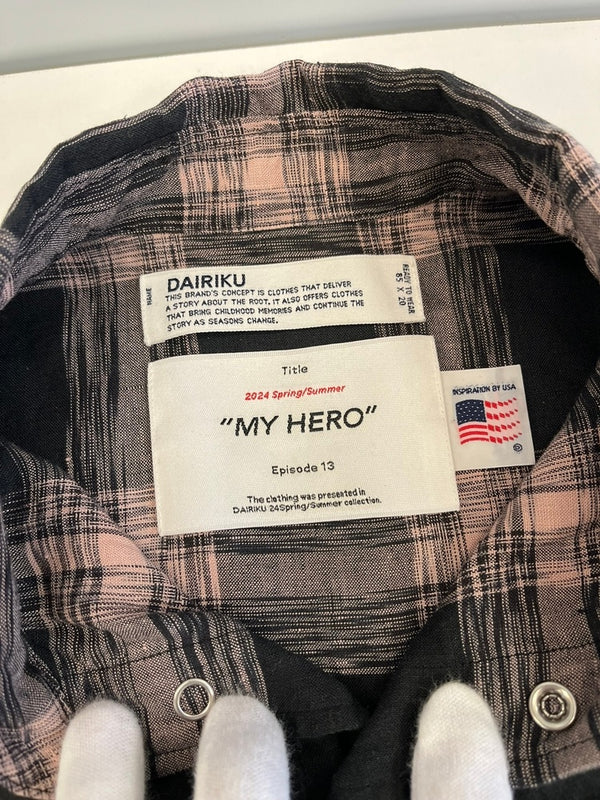 NAME
DAIRIKU
THIS BRAND'S CONCEPT IS CLOTHES THAT DELIVER
A STORY ABOUT THE ROOT. IT ALSO OFFERS CLOTHES
THAT BRING CHILDHOOD MEMORIES AND CONTINUE THE
STORY AS SEASONS CHANGE.
READY TO WEAR
85 X 20
Title
2024 Spring/Summer
"MY HERO"
Episode 13
The clothing was presented in
DAIRIKU 24Spring/Summer collection.
INSPIRATION BY USA